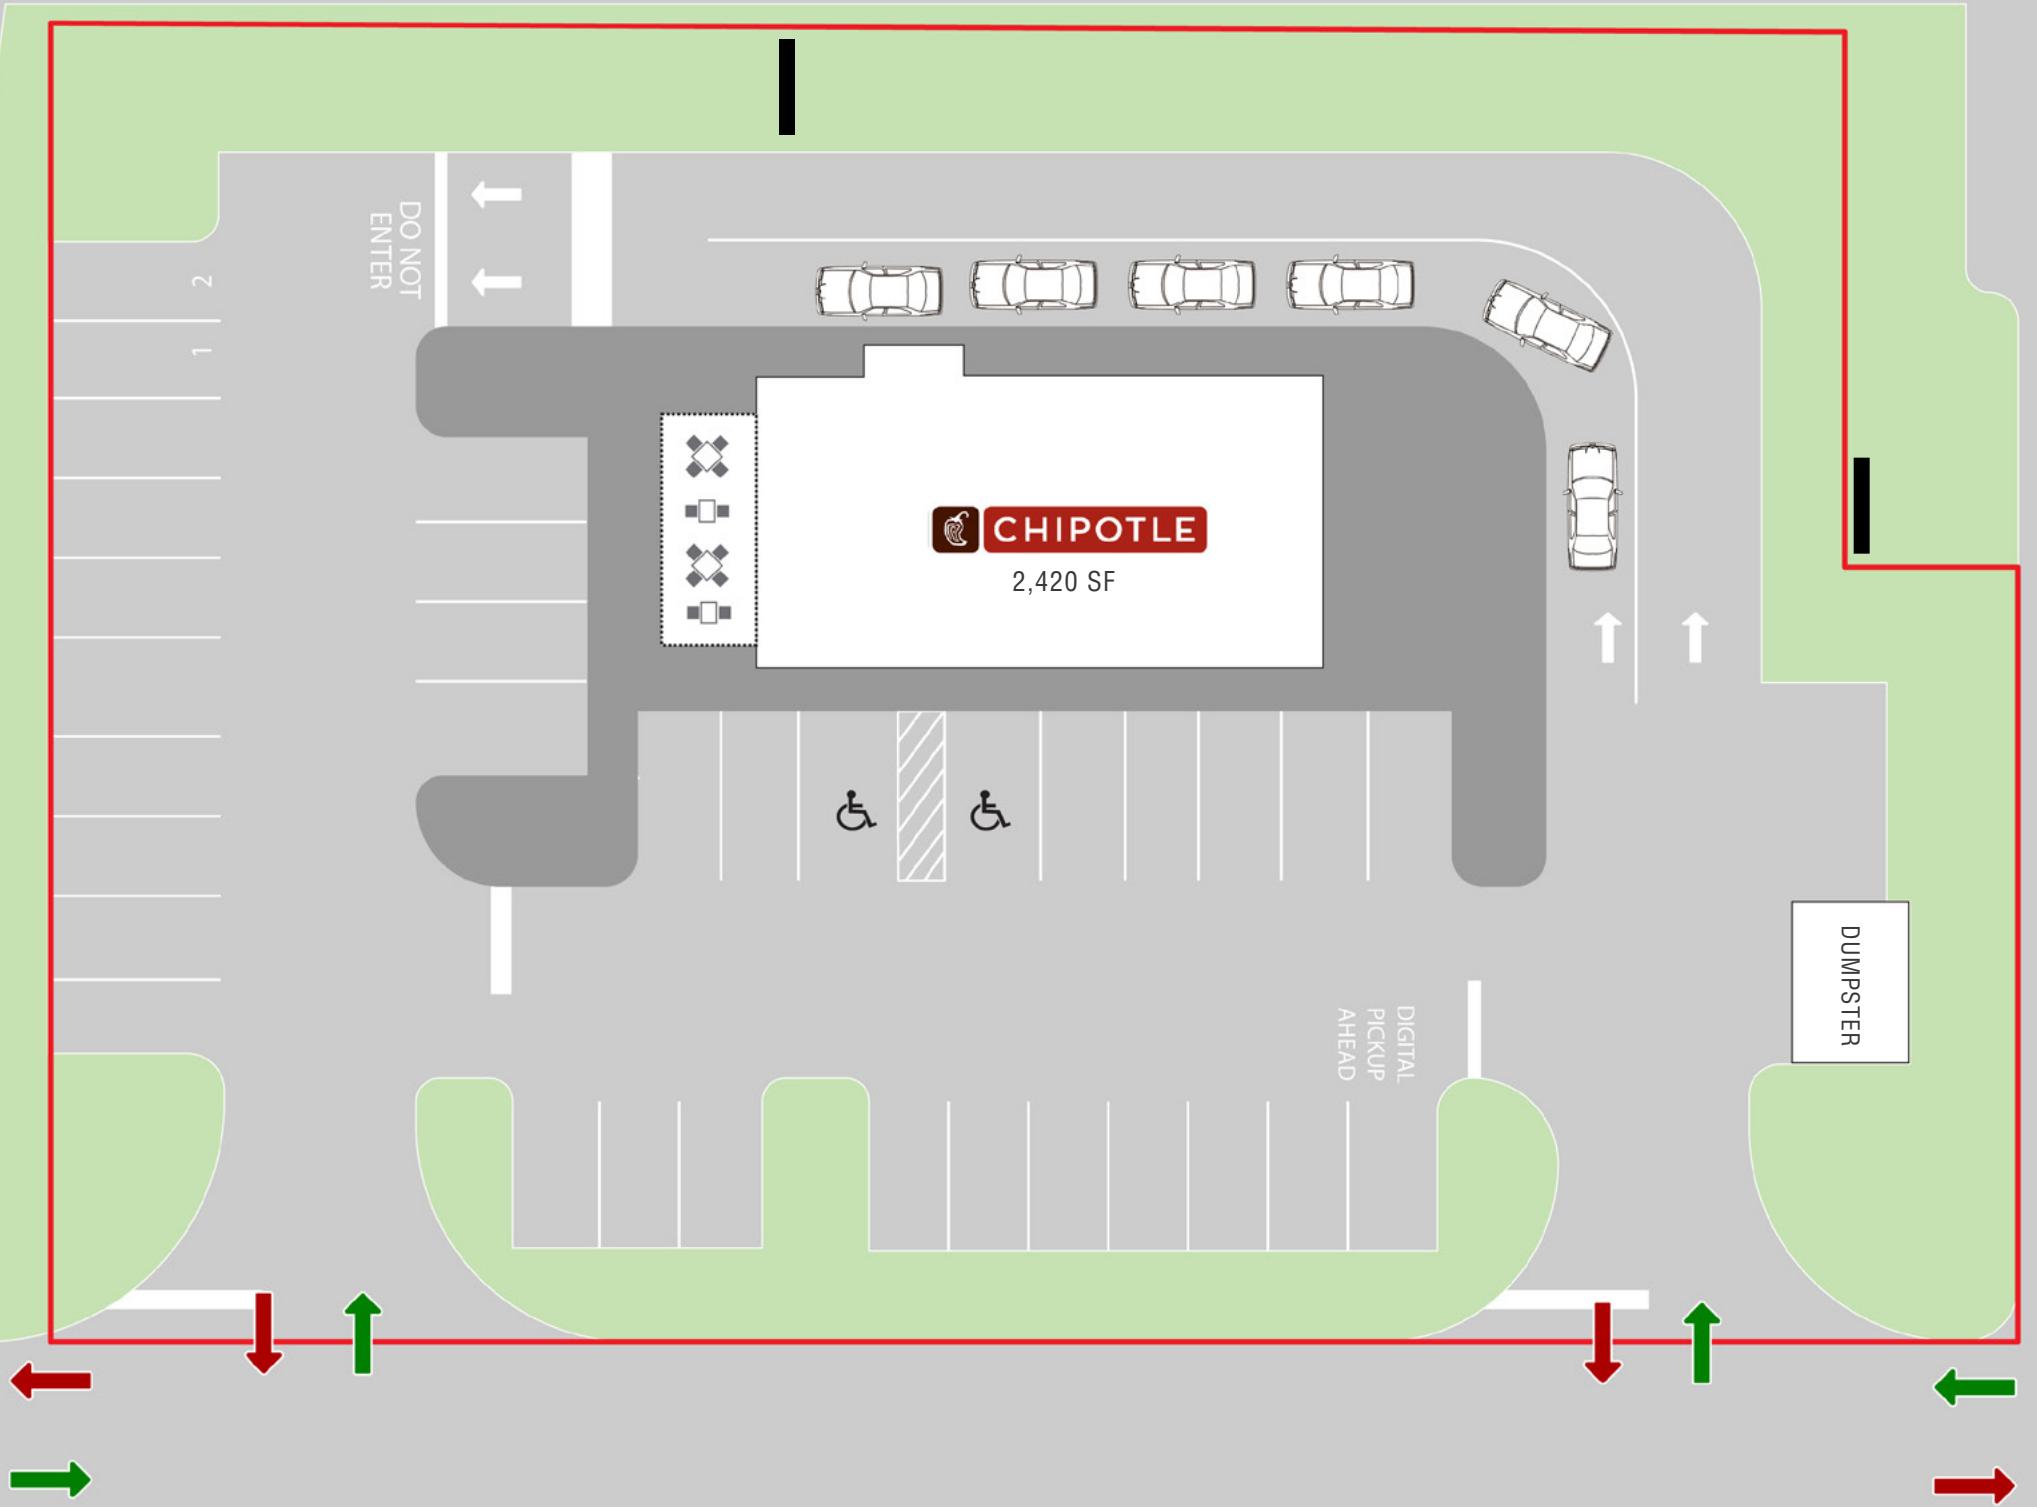 DO NOT
ENTER
2
1
CHIPOTLE
2,420 SF
DUMPSTER
DIGITAL
PICKUP
AHEAD